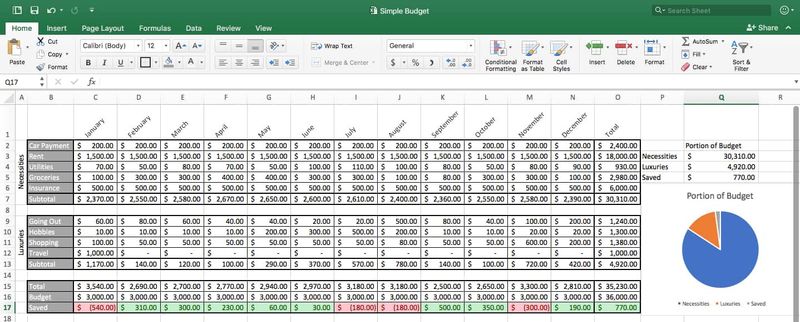 Simple Budget
Search Sheet
Home Insert Page Layout Formulas Data Review View
Share
Paste
Cut
Copy
Format
Calibri (Body) 12 A A
B I U A
Wrap Text
Merge & Center
General
$ % )
Conditional Formatting
Format as Table
Cell Styles
Insert Delete Format
AutoSum
Fill
Clear
Sort & Filter
Q17 fx
A B C D E F G H I J K L M N O P Q R
1 January February March April May June July August September October November December Total
Necessities
2 Car Payment $ 200.00 $ 200.00 $ 200.00 $ 200.00 $ 200.00 $ 200.00 $ 200.00 $ 200.00 $ 200.00 $ 200.00 $ 200.00 $ 200.00 $ 2,400.00 Portion of Budget
3 Rent $ 1,500.00 $ 1,500.00 $ 1,500.00 $ 1,500.00 $ 1,500.00 $ 1,500.00 $ 1,500.00 $ 1,500.00 $ 1,500.00 $ 1,500.00 $ 1,500.00 $ 1,500.00 $ 18,000.00 Necessities $ 30,310.00
4 Utilities $ 70.00 $ 50.00 $ 80.00 $ 70.00 $ 50.00 $ 100.00 $ 110.00 $ 100.00 $ 80.00 $ 50.00 $ 80.00 $ 90.00 $ 930.00 Luxuries $ 4,920.00
5 Groceries $ 100.00 $ 300.00 $ 300.00 $ 400.00 $ 400.00 $ 300.00 $ 300.00 $ 100.00 $ 80.00 $ 300.00 $ 300.00 $ 100.00 $ 2,980.00 Saved $ 770.00
6 Insurance $ 500.00 $ 500.00 $ 500.00 $ 500.00 $ 500.00 $ 500.00 $ 500.00 $ 500.00 $ 500.00 $ 500.00 $ 500.00 $ 500.00 $ 6,000.00
7 Subtotal $ 2,370.00 $ 2,550.00 $ 2,580.00 $ 2,670.00 $ 2,650.00 $ 2,600.00 $ 2,610.00 $ 2,400.00 $ 2,360.00 $ 2,550.00 $ 2,580.00 $ 2,390.00 $ 30,310.00
Portion of Budget
8
Luxuries
9 Going Out $ 60.00 $ 80.00 $ 60.00 $ 40.00 $ 40.00 $ 20.00 $ 20.00 $ 500.00 $ 80.00 $ 40.00 $ 100.00 $ 200.00 $ 1,240.00
10 Hobbies $ 10.00 $ 10.00 $ 10.00 $ 10.00 $ 200.00 $ 300.00 $ 500.00 $ 200.00 $ 10.00 $ 10.00 $ 20.00 $ 20.00 $ 1,300.00
11 Shopping $ 100.00 $ 50.00 $ 50.00 $ 50.00 $ 50.00 $ 50.00 $ 50.00 $ 80.00 $ 50.00 $ 50.00 $ 600.00 $ 200.00 $ 1,380.00
12 Travel $ 1,000.00 $ - $ - $ - $ - $ - $ - $ - $ - $ - $ - $ - $ 1,000.00
13 Subtotal $ 1,170.00 $ 140.00 $ 120.00 $ 100.00 $ 290.00 $ 370.00 $ 570.00 $ 780.00 $ 140.00 $ 100.00 $ 720.00 $ 420.00 $ 4,920.00
14
15 Total $ 3,540.00 $ 2,690.00 $ 2,700.00 $ 2,770.00 $ 2,940.00 $ 2,970.00 $ 3,180.00 $ 3,180.00 $ 2,500.00 $ 2,650.00 $ 3,300.00 $ 2,810.00 $ 35,230.00
16 Budget $ 3,000.00 $ 3,000.00 $ 3,000.00 $ 3,000.00 $ 3,000.00 $ 3,000.00 $ 3,000.00 $ 3,000.00 $ 3,000.00 $ 3,000.00 $ 3,000.00 $ 3,000.00 $ 36,000.00
17 Saved $ (540.00) $ 310.00 $ 300.00 $ 230.00 $ 60.00 $ 30.00 $ (180.00) $ (180.00) $ 500.00 $ 350.00 $ (300.00) $ 190.00 $ 770.00
Necessities Luxuries Saved
18